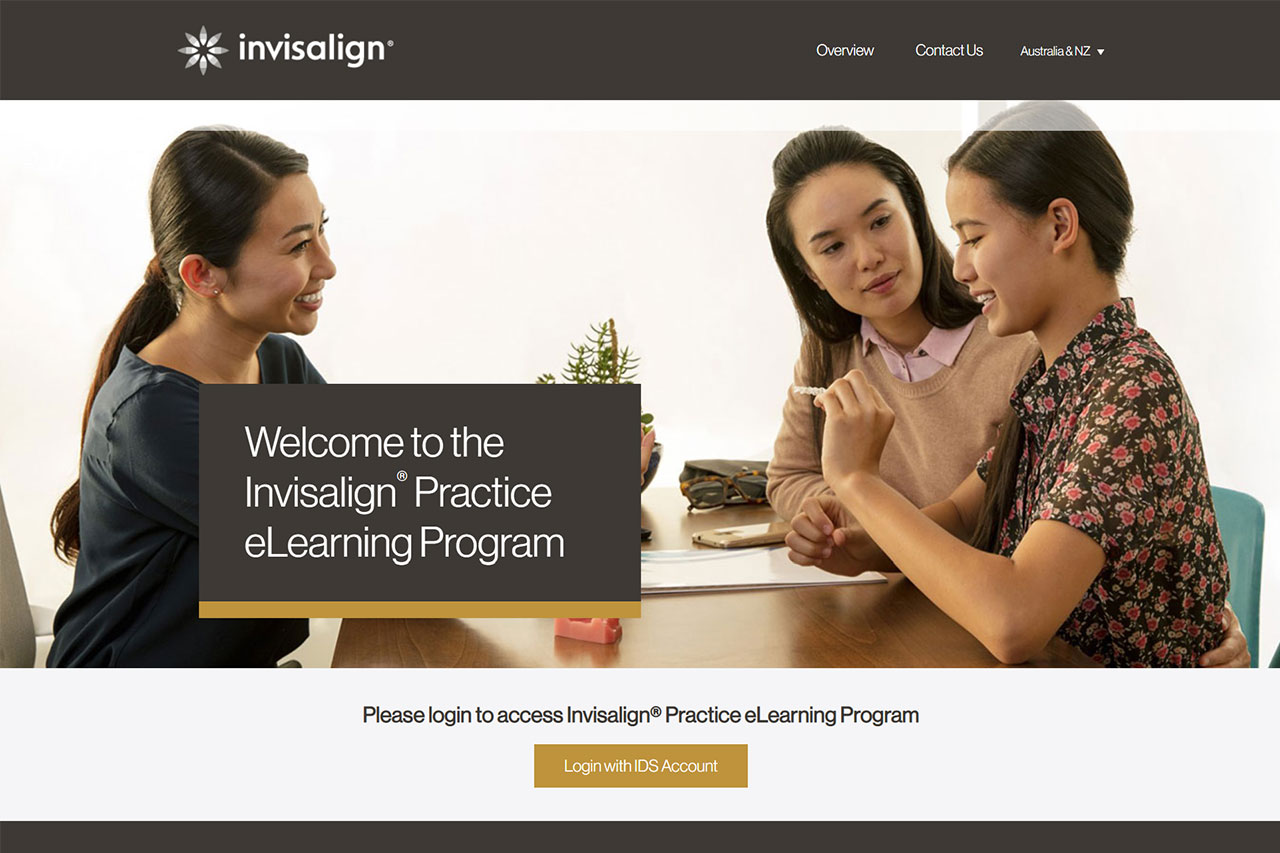 invisalign®
Overview
Contact Us
Australia & NZ
Welcome to the
Invisalign® Practice
eLearning Program
Please login to access Invisalign® Practice eLearning Program
Login with IDS Account